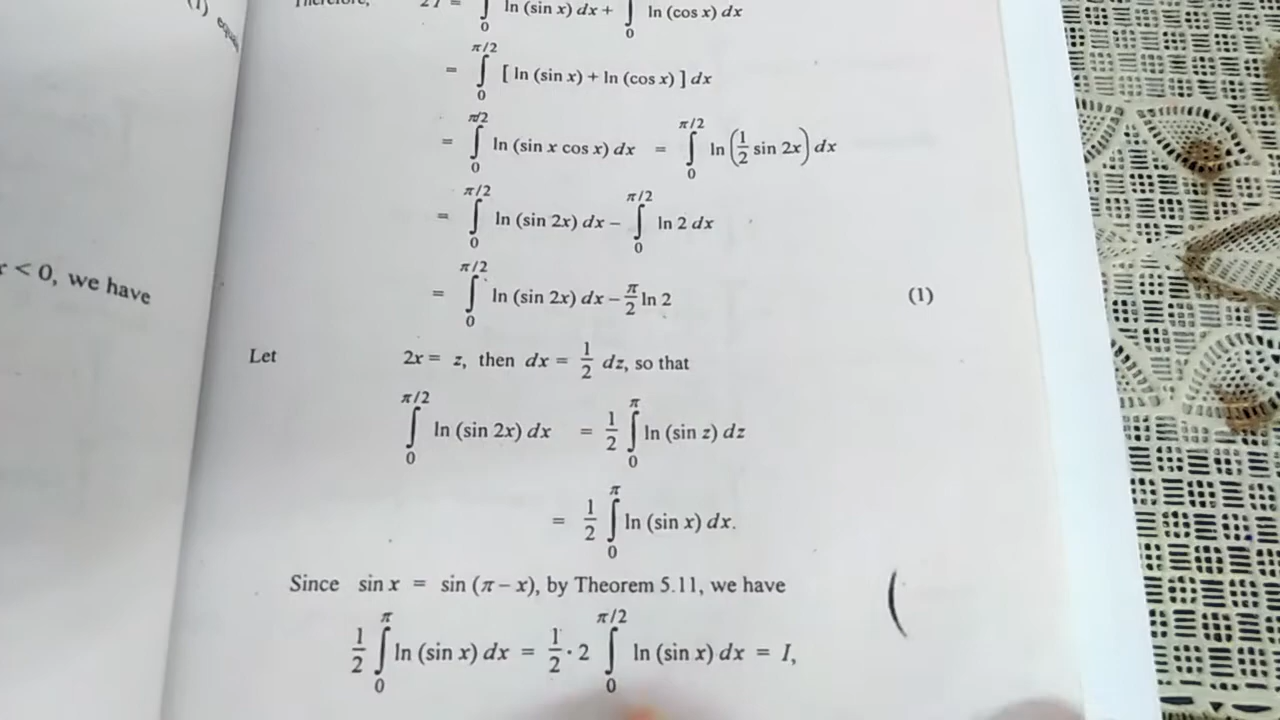 (1) equa
r < 0, we have
Therefore, 2I = ∫₀ ln (sin x) dx + ∫₀ ln (cos x) dx
= ∫₀^{π/2} [ ln (sin x) + ln (cos x) ] dx
= ∫₀^{π/2} ln (sin x cos x) dx = ∫₀^{π/2} ln (1/2 sin 2x) dx
= ∫₀^{π/2} ln (sin 2x) dx − ∫₀^{π/2} ln 2 dx
= ∫₀^{π/2} ln (sin 2x) dx − π/2 ln 2 (1)
Let 2x = z, then dx = 1/2 dz, so that
∫₀^{π/2} ln (sin 2x) dx = 1/2 ∫₀^{π} ln (sin z) dz
= 1/2 ∫₀^{π} ln (sin x) dx.
Since sin x = sin (π − x), by Theorem 5.11, we have
1/2 ∫₀^{π} ln (sin x) dx = 1/2 · 2 ∫₀^{π/2} ln (sin x) dx = I,